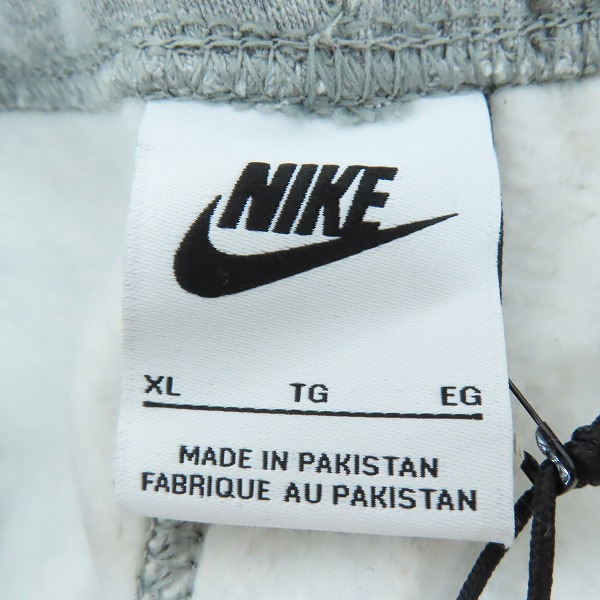 NIKE
XL TG EG
MADE IN PAKISTAN
FABRIQUE AU PAKISTAN